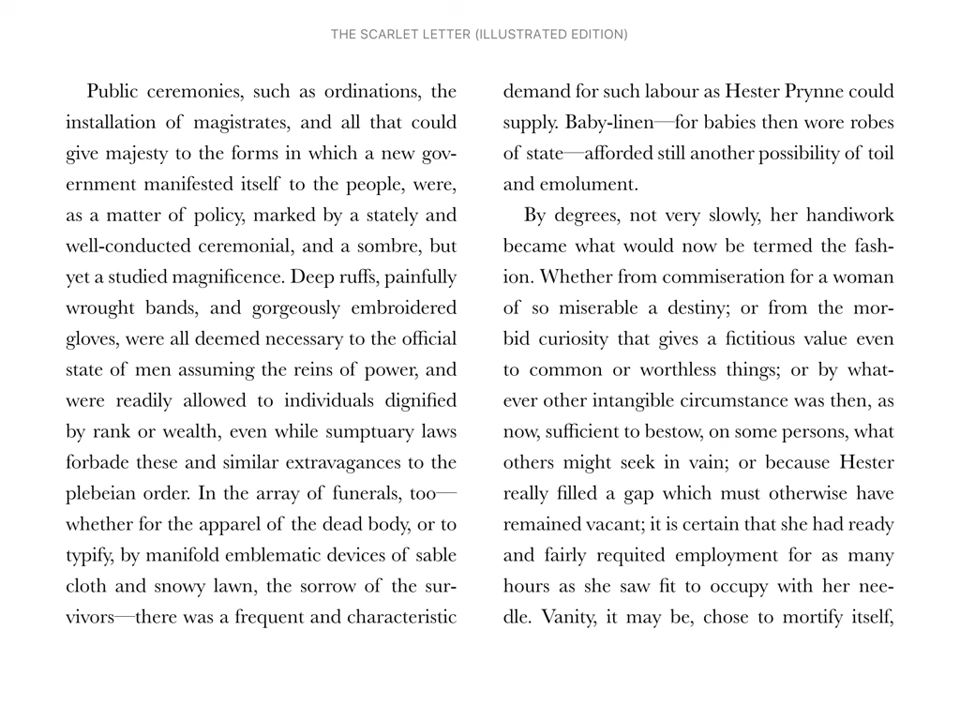 THE SCARLET LETTER (ILLUSTRATED EDITION)
Public ceremonies, such as ordinations, the
installation of magistrates, and all that could
give majesty to the forms in which a new gov-
ernment manifested itself to the people, were,
as a matter of policy, marked by a stately and
well-conducted ceremonial, and a sombre, but
yet a studied magnificence. Deep ruffs, painfully
wrought bands, and gorgeously embroidered
gloves, were all deemed necessary to the official
state of men assuming the reins of power, and
were readily allowed to individuals dignified
by rank or wealth, even while sumptuary laws
forbade these and similar extravagances to the
plebeian order. In the array of funerals, too—
whether for the apparel of the dead body, or to
typify, by manifold emblematic devices of sable
cloth and snowy lawn, the sorrow of the sur-
vivors—there was a frequent and characteristic
demand for such labour as Hester Prynne could
supply. Baby-linen—for babies then wore robes
of state—afforded still another possibility of toil
and emolument.
By degrees, not very slowly, her handiwork
became what would now be termed the fash-
ion. Whether from commiseration for a woman
of so miserable a destiny; or from the mor-
bid curiosity that gives a fictitious value even
to common or worthless things; or by what-
ever other intangible circumstance was then, as
now, sufficient to bestow, on some persons, what
others might seek in vain; or because Hester
really filled a gap which must otherwise have
remained vacant; it is certain that she had ready
and fairly requited employment for as many
hours as she saw fit to occupy with her nee-
dle. Vanity, it may be, chose to mortify itself,